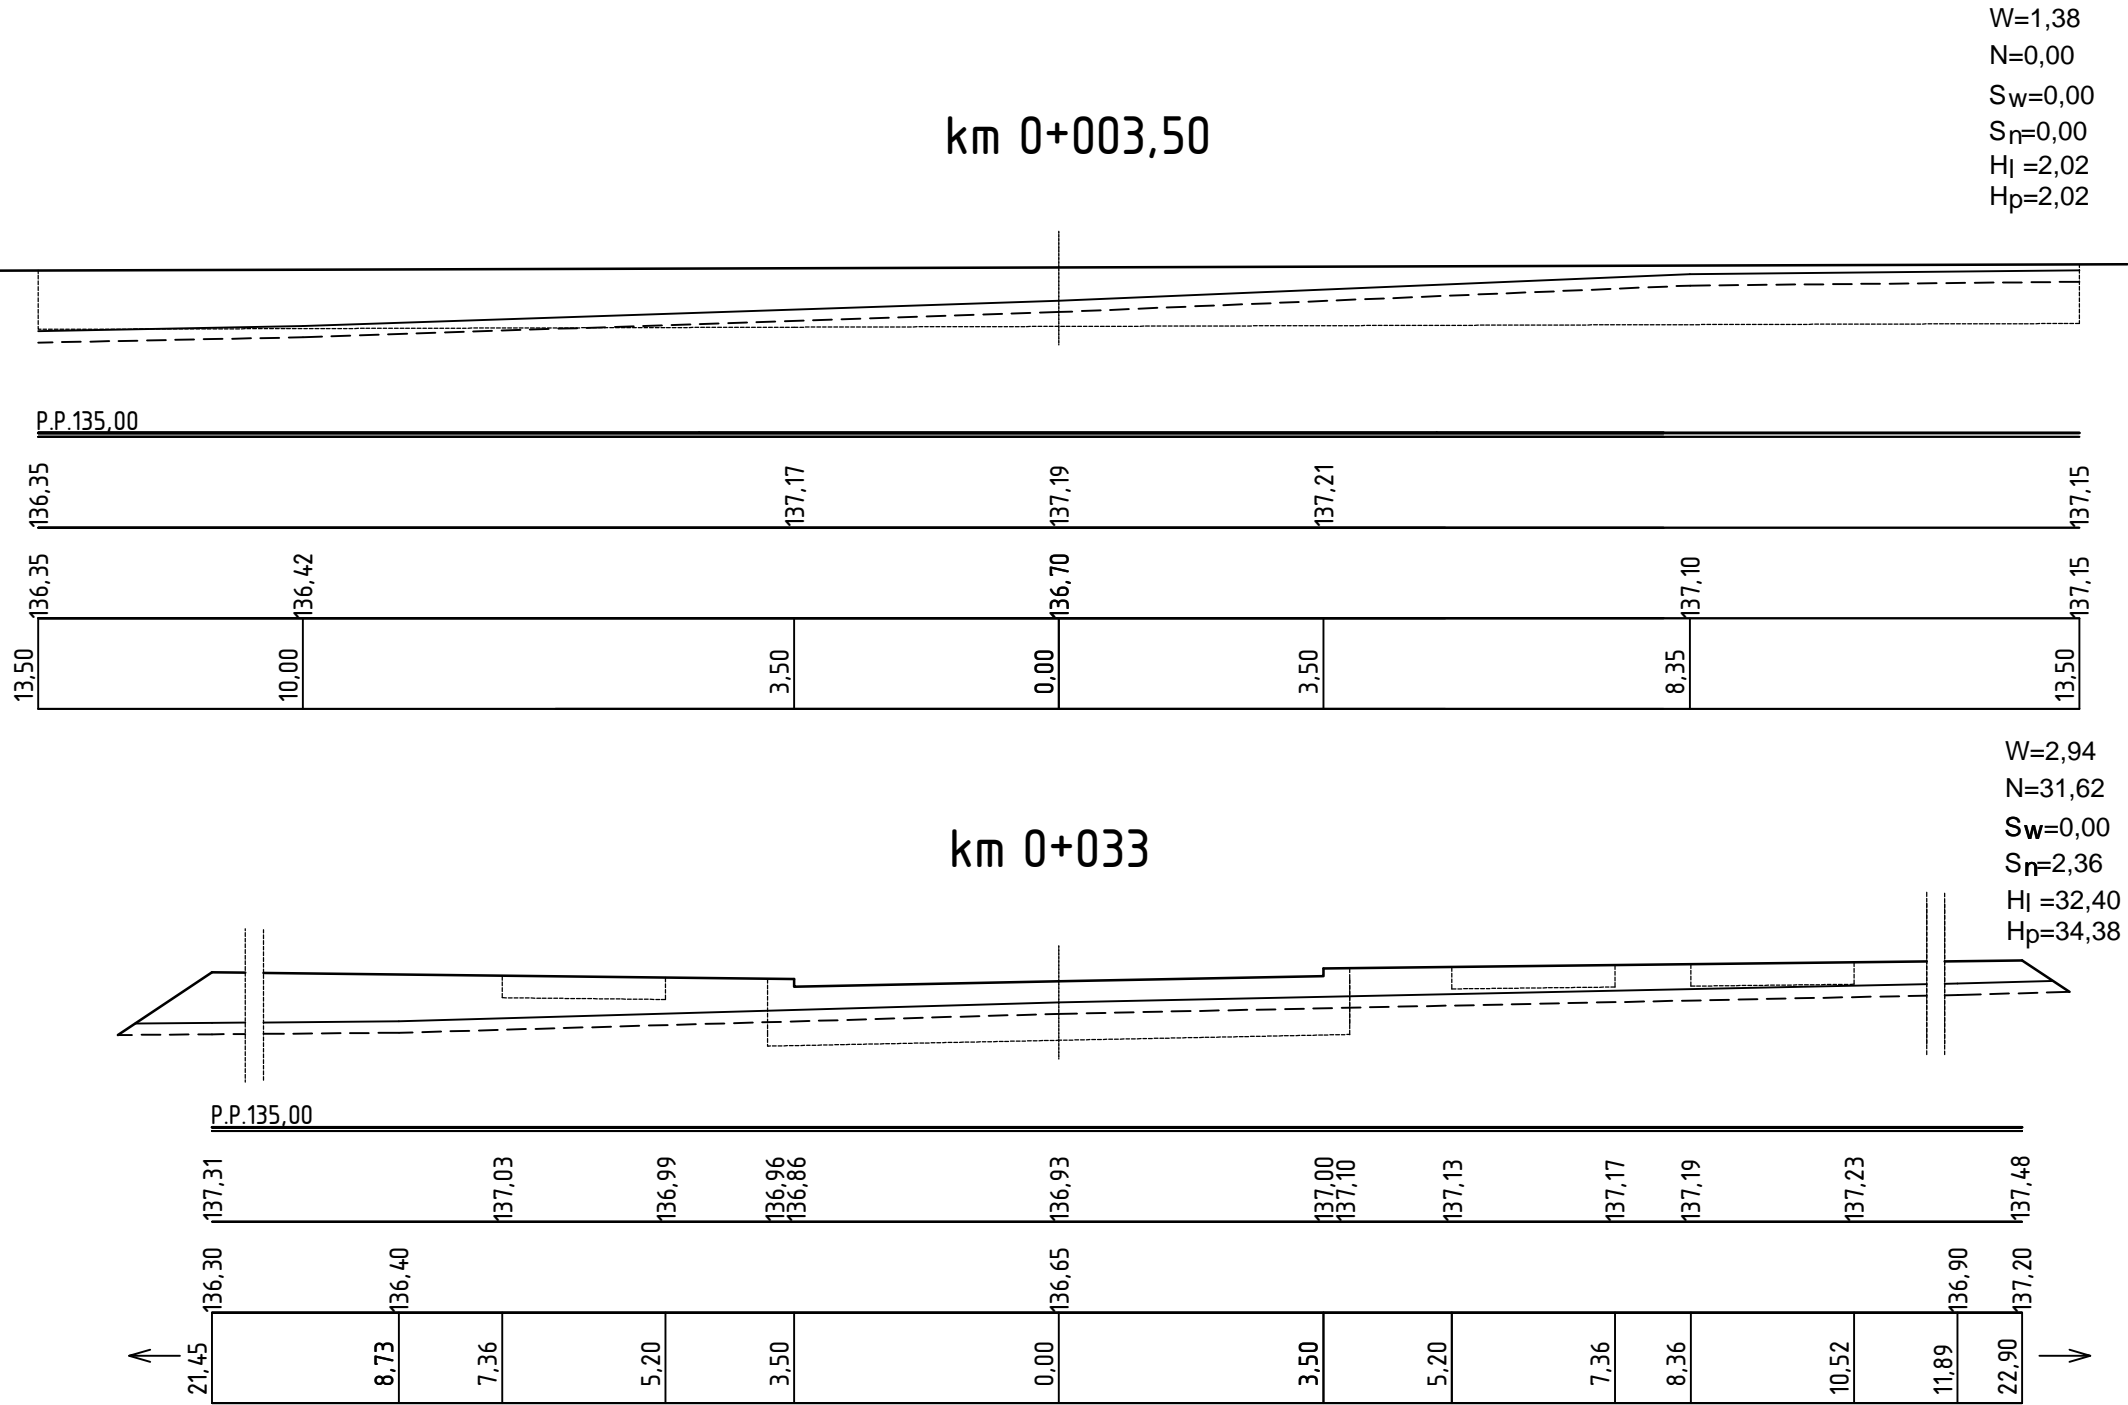 W=1,38
N=0,00
Sw=0,00
Sn=0,00
Hl =2,02
Hp=2,02
km 0+003,50
P.P.135,00
136,35 137,17 137,19 137,21 137,15
136,35 136,42 136,70 137,10 137,15
13,50 10,00 3,50 0,00 3,50 8,35 13,50
W=2,94
N=31,62
Sw=0,00
Sn=2,36
Hl =32,40
Hp=34,38
km 0+033
P.P.135,00
137,31 137,03 136,99 136,96 136,86 136,93 137,00 137,10 137,13 137,17 137,19 137,23 137,48
136,30 136,40 136,65 136,90 137,20
21,45 8,73 7,36 5,20 3,50 0,00 3,50 5,20 7,36 8,36 10,52 11,89 22,90